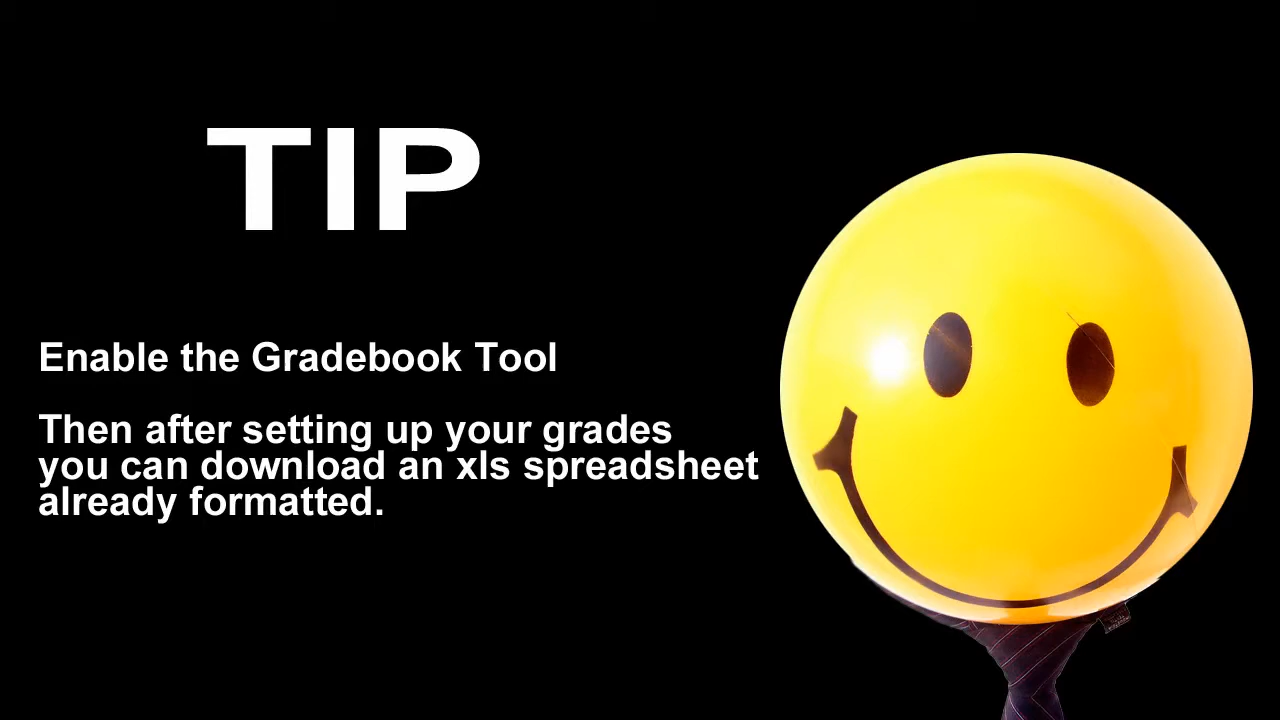 TIP
Enable the Gradebook Tool
Then after setting up your grades
you can download an xls spreadsheet
already formatted.